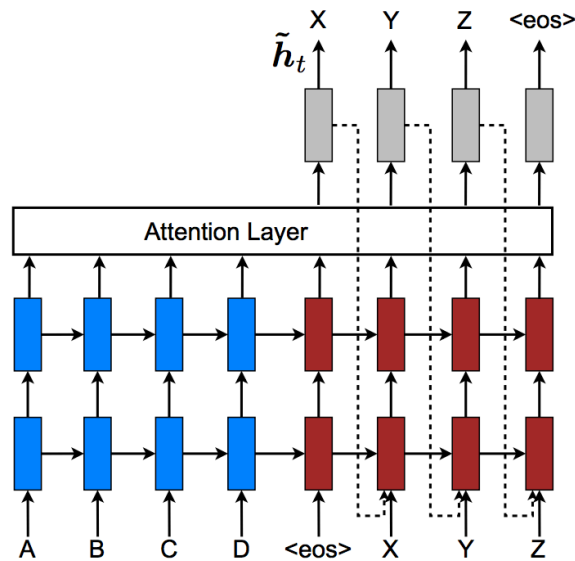 X Y Z <eos>
h̃ₜ
Attention Layer
A B C D <eos> X Y Z